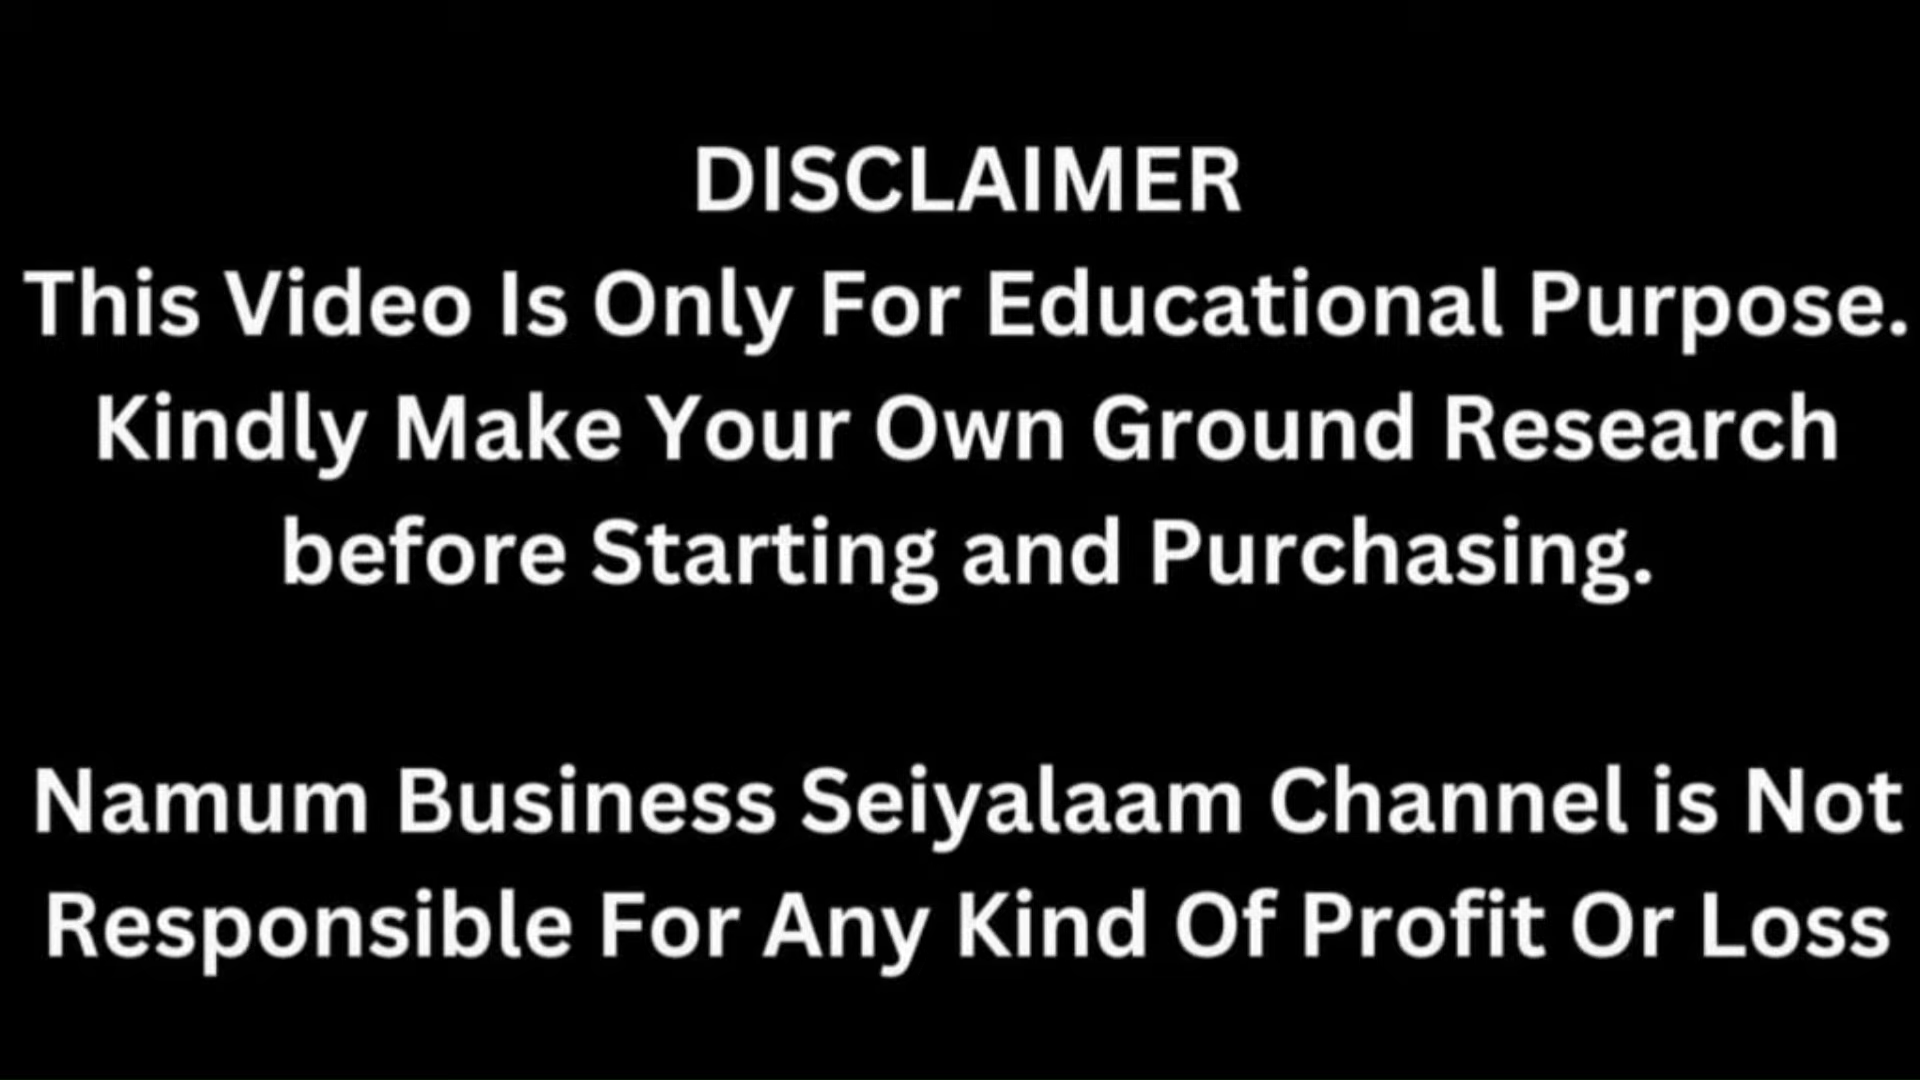 DISCLAIMER
This Video Is Only For Educational Purpose.
Kindly Make Your Own Ground Research
before Starting and Purchasing.
Namum Business Seiyalaam Channel is Not
Responsible For Any Kind Of Profit Or Loss